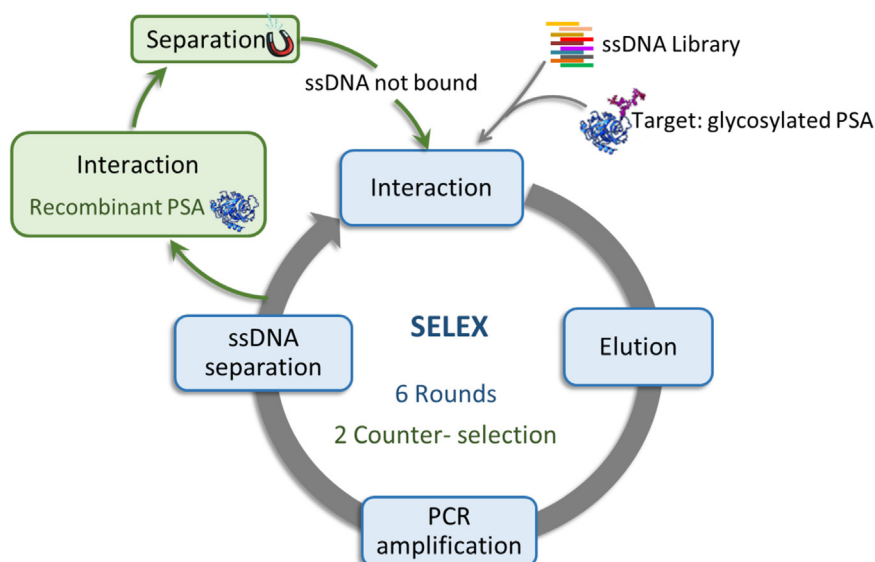 Separation
ssDNA not bound
ssDNA Library
Target: glycosylated PSA
Interaction
Recombinant PSA
Interaction
ssDNA
separation
SELEX
Elution
6 Rounds
2 Counter- selection
PCR
amplification